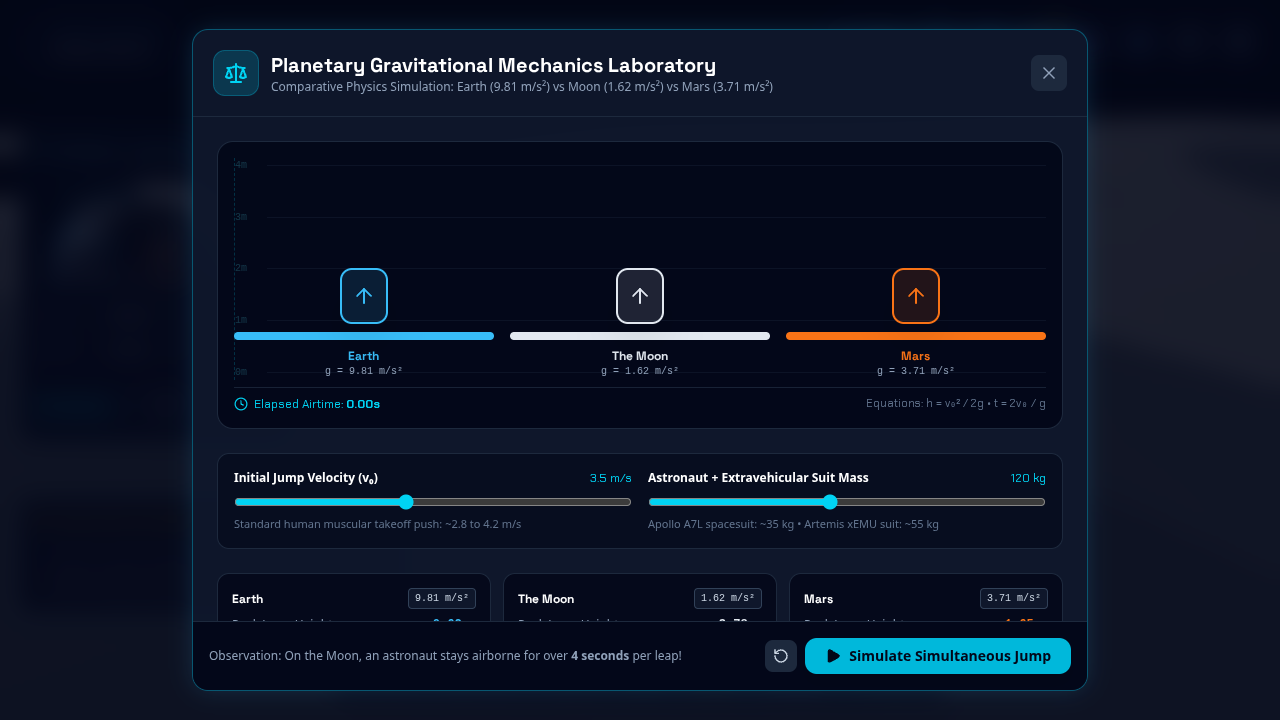 Planetary Gravitational Mechanics Laboratory
Comparative Physics Simulation: Earth (9.81 m/s²) vs Moon (1.62 m/s²) vs Mars (3.71 m/s²)
4m
3m
2m
1m
Earth
The Moon
Mars
g = 9.81 m/s²
g = 1.62 m/s²
g = 3.71 m/s²
0m
Elapsed Airtime: 0.00s
Equations: h = v₀² / 2g • t = 2v₀ / g
Initial Jump Velocity (v₀)
3.5 m/s
Standard human muscular takeoff push: ~2.8 to 4.2 m/s
Astronaut + Extravehicular Suit Mass
120 kg
Apollo A7L spacesuit: ~35 kg • Artemis xEMU suit: ~55 kg
Earth
9.81 m/s²
The Moon
1.62 m/s²
Mars
3.71 m/s²
Observation: On the Moon, an astronaut stays airborne for over 4 seconds per leap!
Simulate Simultaneous Jump